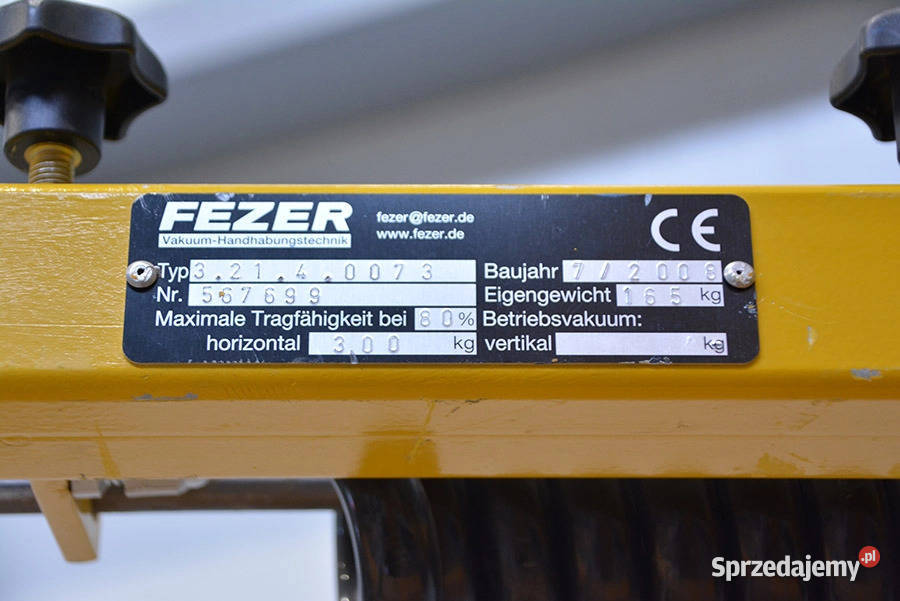 FEZER
Vakuum-Handhabungstechnik
fezer@fezer.de
www.fezer.de
CE
Typ 3.21.4.0073 Baujahr 7/2008
Nr. 567699 Eigengewicht 165 kg
Maximale Tragfähigkeit bei 80% Betriebsvakuum:
horizontal 300 kg vertikal kg
Sprzedajemy.pl